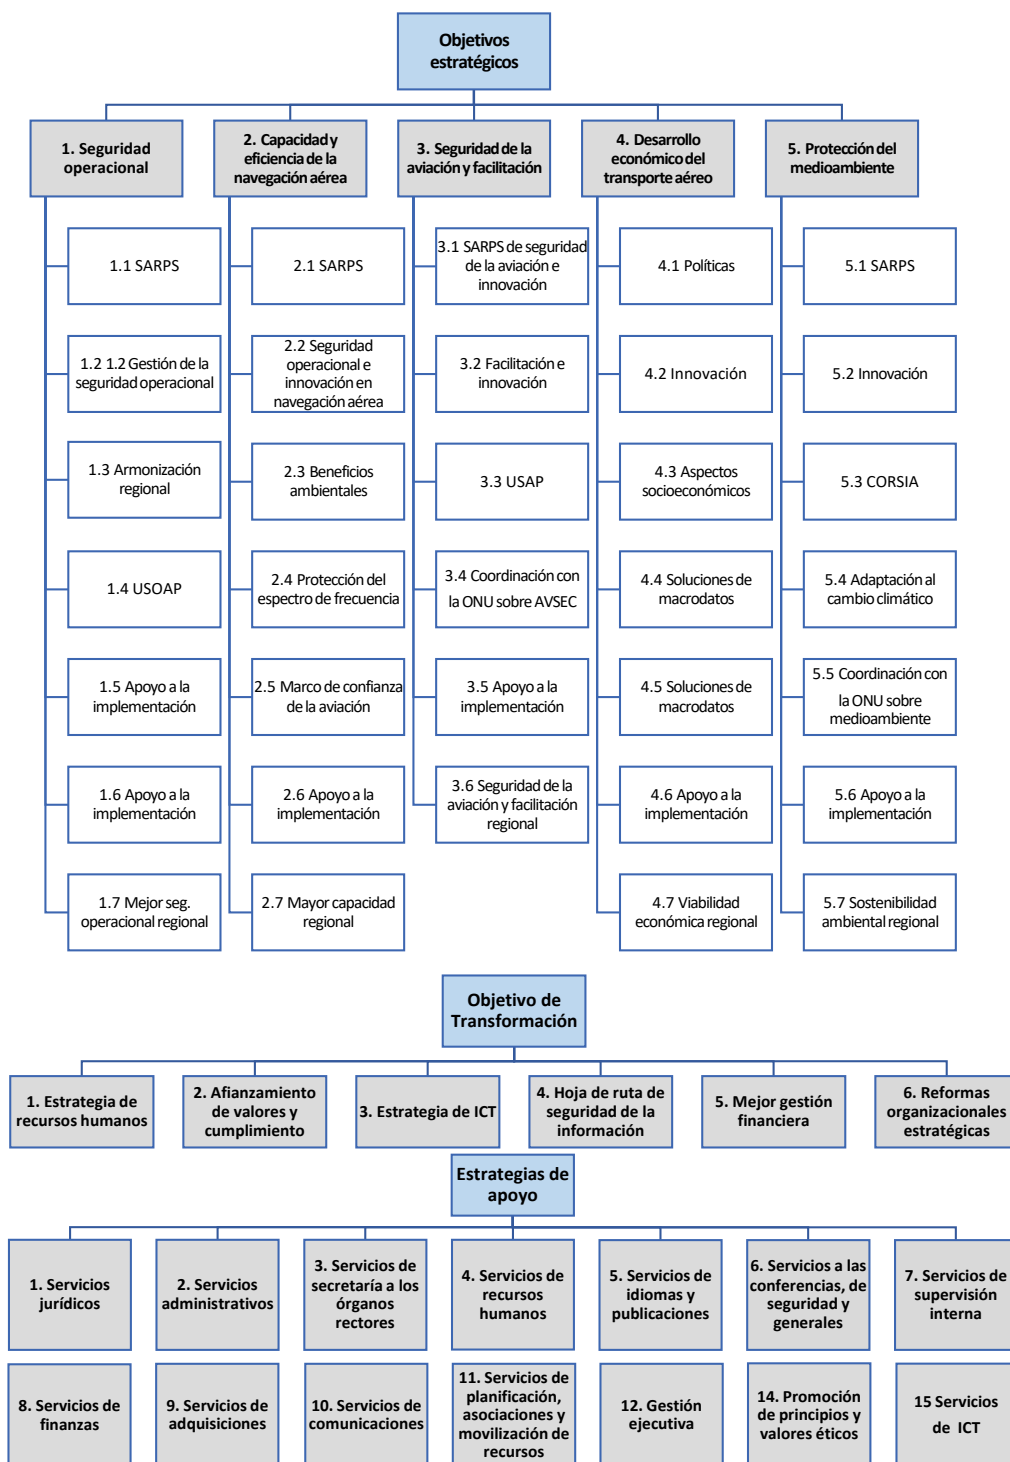 Objetivos
estratégicos
1. Seguridad
operacional
2. Capacidad y
eficiencia de la
navegación aérea
3. Seguridad de la
aviación y facilitación
4. Desarrollo
económico del
transporte aéreo
5. Protección del
medioambiente
1.1 SARPS
1.2 1.2 Gestión de la
seguridad operacional
1.3 Armonización
regional
1.4 USOAP
1.5 Apoyo a la
implementación
1.6 Apoyo a la
implementación
1.7 Mejor seg.
operacional regional
2.1 SARPS
2.2 Seguridad
operacional e
innovación en
navegación aérea
2.3 Beneficios
ambientales
2.4 Protección del
espectro de frecuencia
2.5 Marco de confianza
de la aviación
2.6 Apoyo a la
implementación
2.7 Mayor capacidad
regional
3.1 SARPS de seguridad
de la aviación e
innovación
3.2 Facilitación e
innovación
3.3 USAP
3.4 Coordinación con
la ONU sobre AVSEC
3.5 Apoyo a la
implementación
3.6 Seguridad de la
aviación y facilitación
regional
4.1 Políticas
4.2 Innovación
4.3 Aspectos
socioeconómicos
4.4 Soluciones de
macrodatos
4.5 Soluciones de
macrodatos
4.6 Apoyo a la
implementación
4.7 Viabilidad
económica regional
5.1 SARPS
5.2 Innovación
5.3 CORSIA
5.4 Adaptación al
cambio climático
5.5 Coordinación con
la ONU sobre
medioambiente
5.6 Apoyo a la
implementación
5.7 Sostenibilidad
ambiental regional
Objetivo de
Transformación
1. Estrategia de
recursos humanos
2. Afianzamiento
de valores y
cumplimiento
3. Estrategia de ICT
4. Hoja de ruta de
seguridad de la
información
5. Mejor gestión
financiera
6. Reformas
organizacionales
estratégicas
Estrategias de
apoyo
1. Servicios
jurídicos
2. Servicios
administrativos
3. Servicios de
secretaría a los
órganos
rectores
4. Servicios de
recursos
humanos
5. Servicios de
idiomas y
publicaciones
6. Servicios a las
conferencias, de
seguridad y
generales
7. Servicios de
supervisión
interna
8. Servicios de
finanzas
9. Servicios de
adquisiciones
10. Servicios de
comunicaciones
11. Servicios de
planificación,
asociaciones y
movilización de
recursos
12. Gestión
ejecutiva
14. Promoción
de principios y
valores éticos
15 Servicios
de ICT